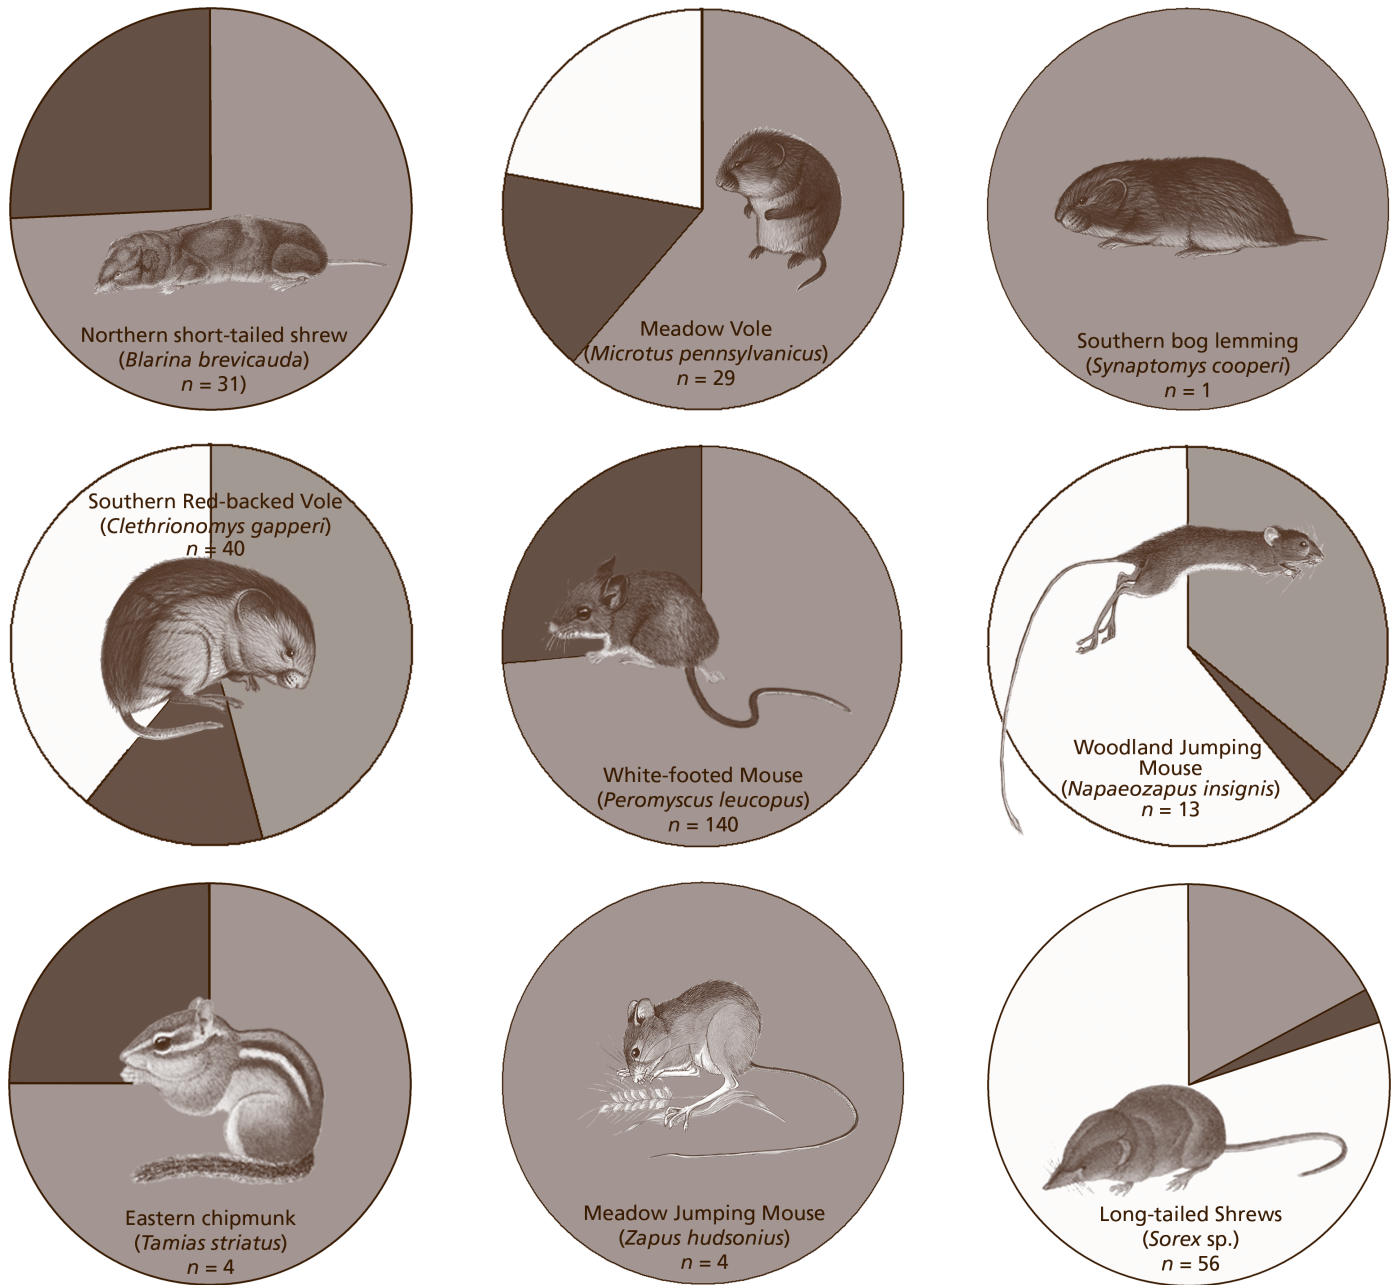 Northern short-tailed shrew
(Blarina brevicauda)
n = 31)
Meadow Vole
(Microtus pennsylvanicus)
n = 29
Southern bog lemming
(Synaptomys cooperi)
n = 1
Southern Red-backed Vole
(Clethrionomys gapperi)
n = 40
White-footed Mouse
(Peromyscus leucopus)
n = 140
Woodland Jumping
Mouse
(Napaeozapus insignis)
n = 13
Eastern chipmunk
(Tamias striatus)
n = 4
Meadow Jumping Mouse
(Zapus hudsonius)
n = 4
Long-tailed Shrews
(Sorex sp.)
n = 56